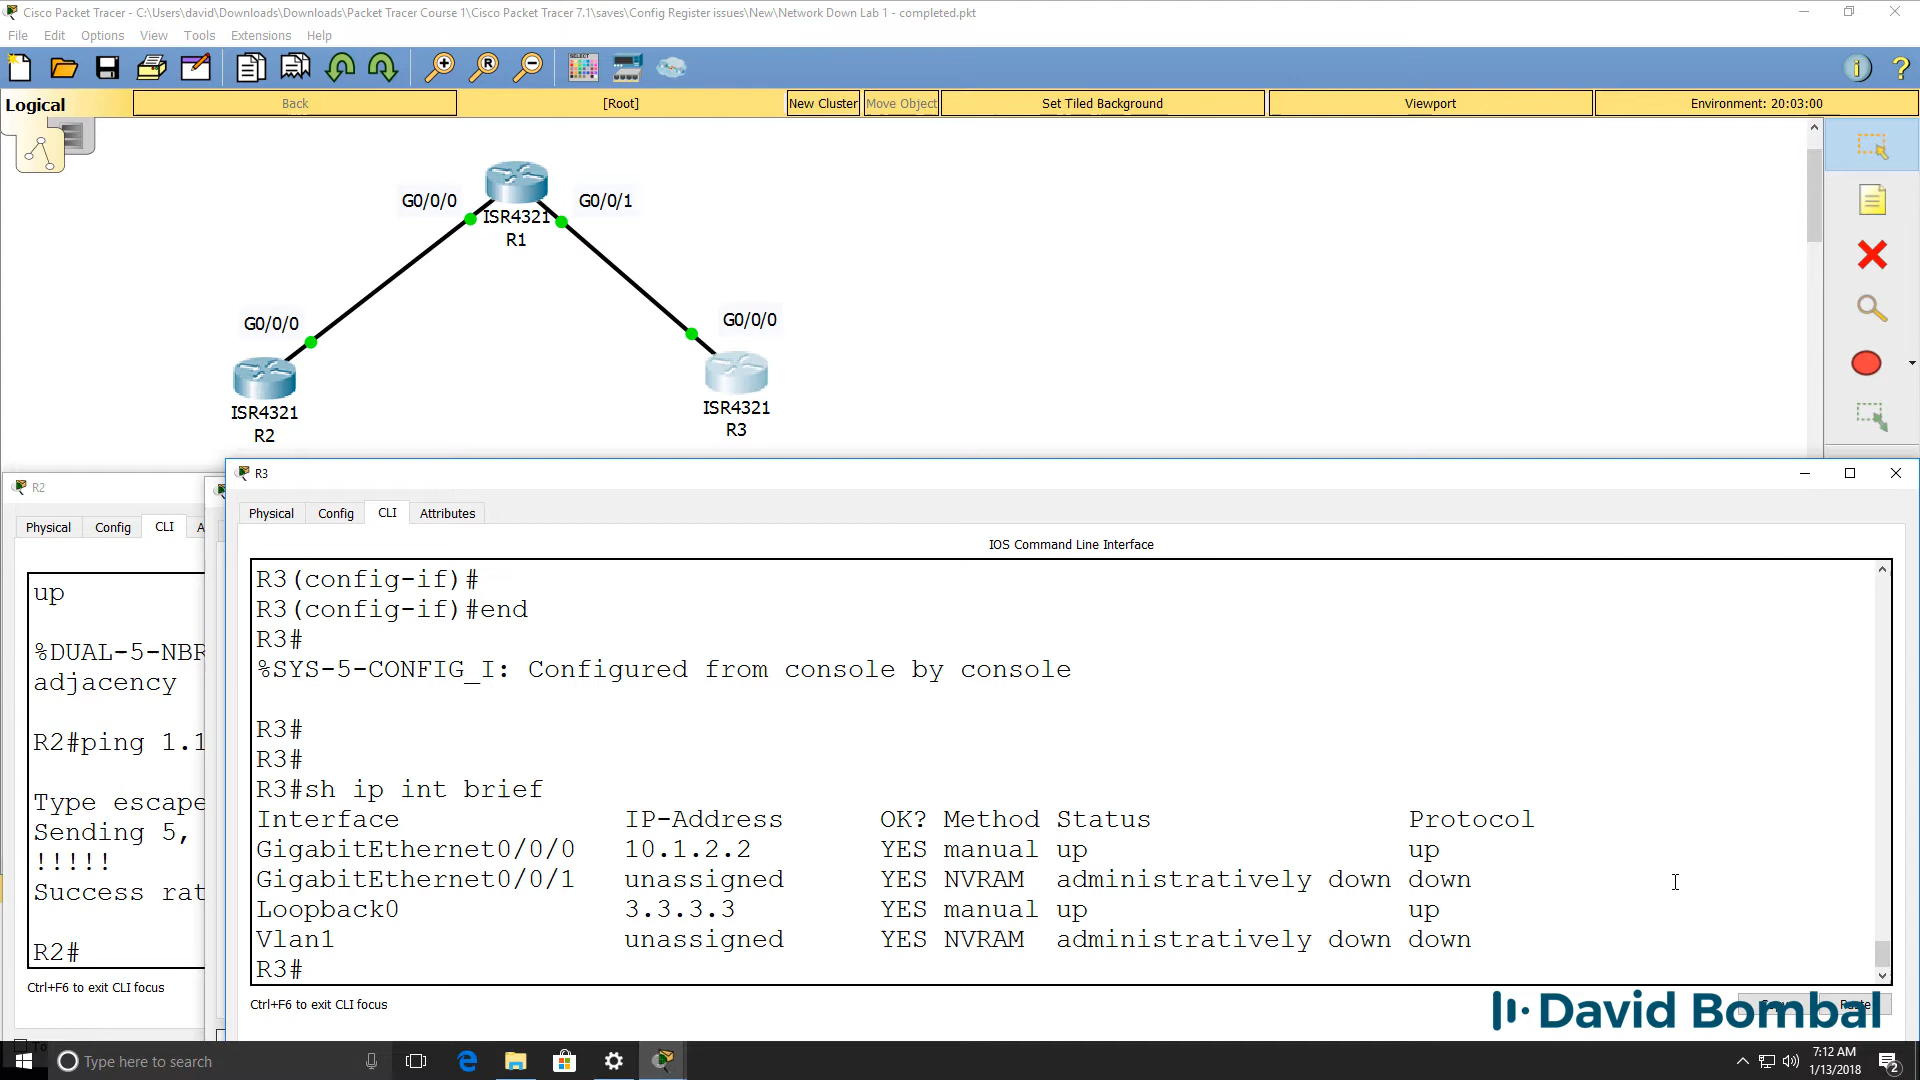 Cisco Packet Tracer - C:\Users\david\Downloads\Downloads\Packet Tracer Course 1\Cisco Packet Tracer 7.1\saves\Config Register issues\New\Network Down Lab 1 - completed.pkt
File Edit Options View Tools Extensions Help
Logical Back [Root] New Cluster Move Object Set Tiled Background Viewport Environment: 20:03:00
G0/0/0 G0/0/1
ISR4321
R1
G0/0/0 G0/0/0
ISR4321
R2
ISR4321
R3
R2
Physical Config CLI A
up
%DUAL-5-NBR
adjacency
R2#ping 1.1
Type escape
Sending 5,
!!!!!
Success rat
R2#
Ctrl+F6 to exit CLI focus
R3
Physical Config CLI Attributes
IOS Command Line Interface
R3(config-if)#
R3(config-if)#end
R3#
%SYS-5-CONFIG_I: Configured from console by console
R3#
R3#
R3#sh ip int brief
Interface IP-Address OK? Method Status Protocol
GigabitEthernet0/0/0 10.1.2.2 YES manual up up
GigabitEthernet0/0/1 unassigned YES NVRAM administratively down down
Loopback0 3.3.3.3 YES manual up up
Vlan1 unassigned YES NVRAM administratively down down
R3#
Ctrl+F6 to exit CLI focus
David Bombal
Type here to search
7:12 AM
1/13/2018
2